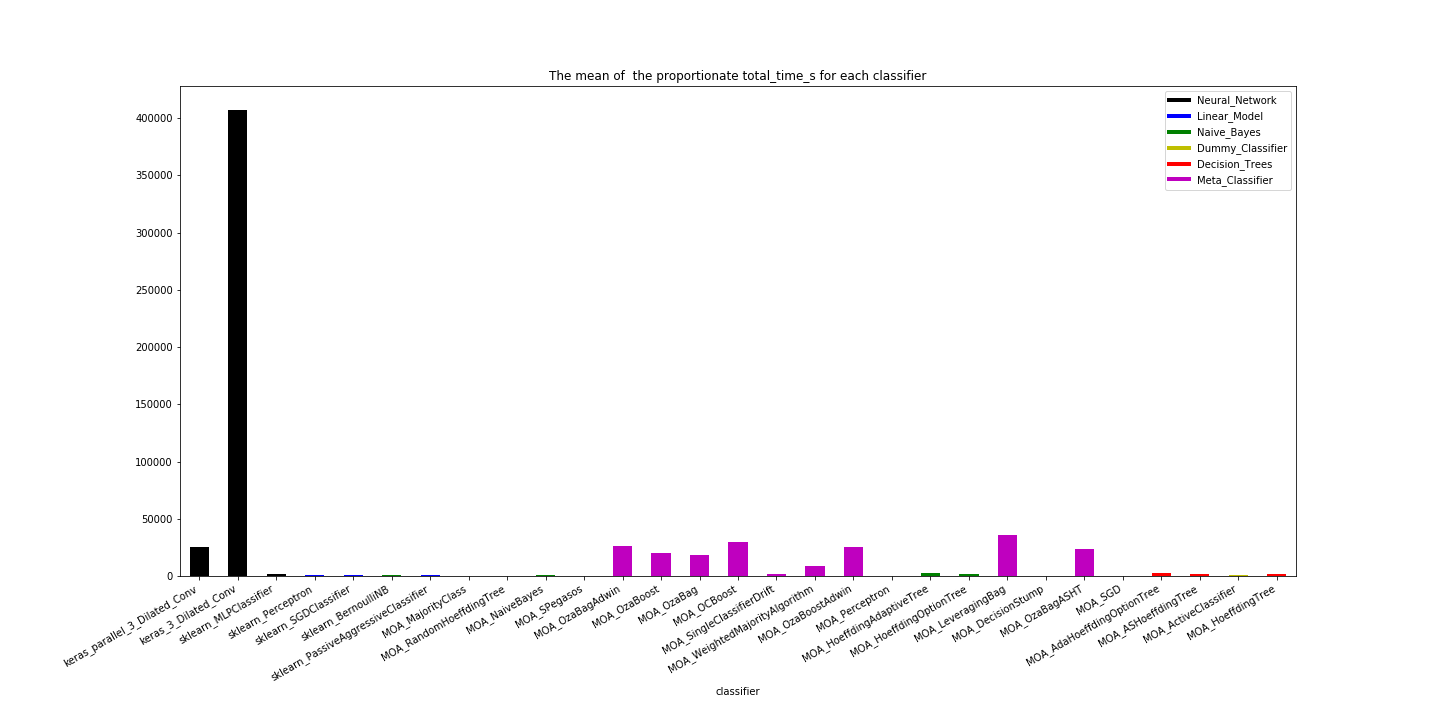 The mean of  the proportionate total_time_s for each classifier
400000
350000
300000
250000
200000
150000
100000
50000
0
Neural_Network
Linear_Model
Naive_Bayes
Dummy_Classifier
Decision_Trees
Meta_Classifier
keras_parallel_3_Dilated_Conv
keras_3_Dilated_Conv
sklearn_MLPClassifier
sklearn_Perceptron
sklearn_SGDClassifier
sklearn_BernoulliNB
sklearn_PassiveAggressiveClassifier
MOA_MajorityClass
MOA_RandomHoeffdingTree
MOA_NaiveBayes
MOA_SPegasos
MOA_OzaBagAdwin
MOA_OzaBoost
MOA_OzaBag
MOA_OCBoost
MOA_SingleClassifierDrift
MOA_WeightedMajorityAlgorithm
MOA_OzaBoostAdwin
MOA_Perceptron
MOA_HoeffdingAdaptiveTree
MOA_HoeffdingOptionTree
MOA_LeveragingBag
MOA_DecisionStump
MOA_OzaBagASHT
MOA_SGD
MOA_AdaHoeffdingOptionTree
MOA_ASHoeffdingTree
MOA_ActiveClassifier
MOA_HoeffdingTree
classifier